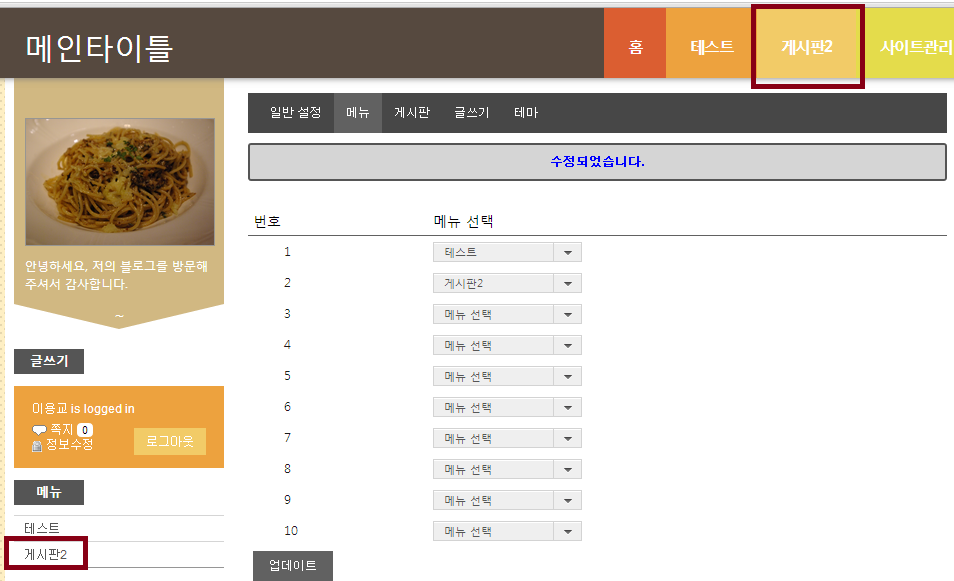 메인타이틀
홈 테스트 게시판2 사이트관리
안녕하세요, 저의 블로그를 방문해
주셔서 감사합니다.
~
글쓰기
이용교 is logged in
쪽지 0
정보수정
로그아웃
메뉴
테스트
게시판2
일반 설정 메뉴 게시판 글쓰기 테마
수정되었습니다.
번호 메뉴 선택
1 테스트
2 게시판2
3 메뉴 선택
4 메뉴 선택
5 메뉴 선택
6 메뉴 선택
7 메뉴 선택
8 메뉴 선택
9 메뉴 선택
10 메뉴 선택
업데이트